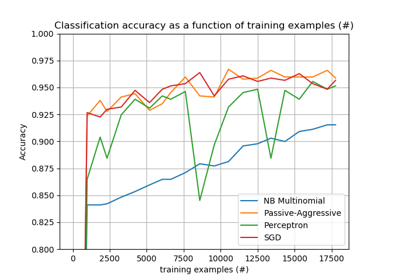 Classification accuracy as a function of training examples (#)
1.000
0.975
0.950
0.925
0.900
0.875
0.850
0.825
0.800
Accuracy
NB Multinomial
Passive-Aggressive
Perceptron
SGD
0 2500 5000 7500 10000 12500 15000 17500
training examples (#)